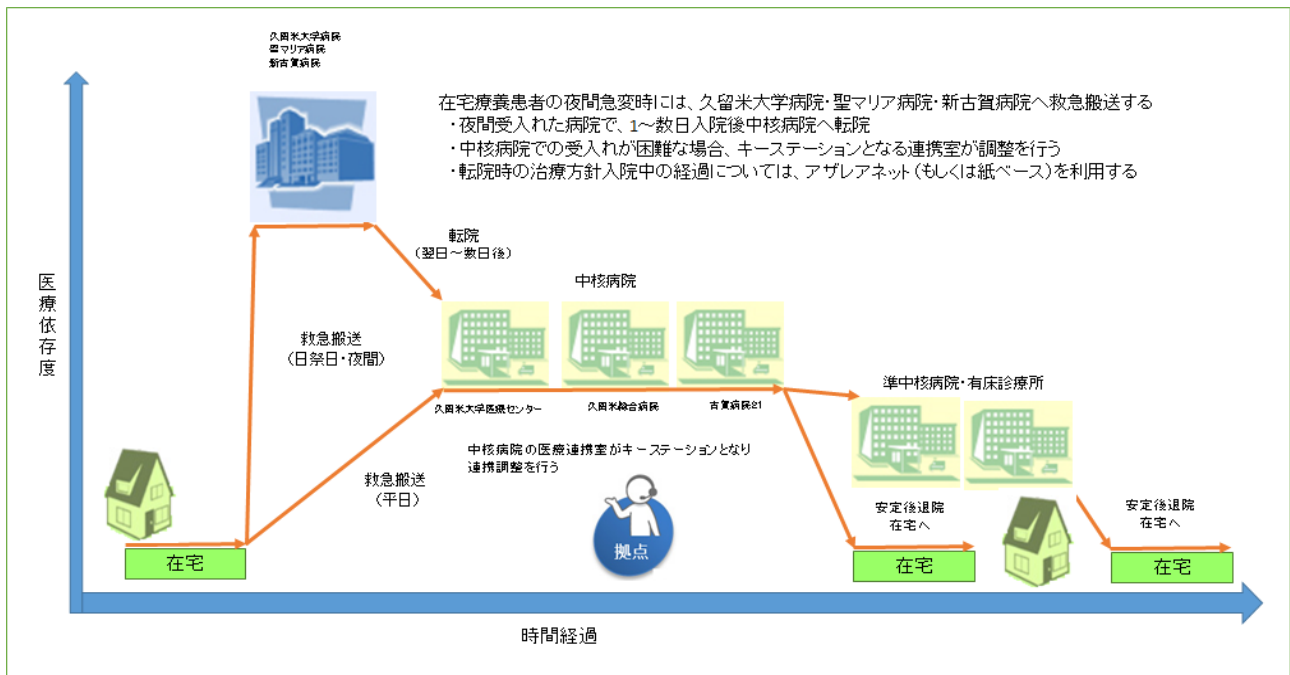 久留米大学病院
聖マリア病院
新古賀病院
在宅療養患者の夜間急変時には、久留米大学病院・聖マリア病院・新古賀病院へ救急搬送する
・夜間受入れた病院で、1～数日入院後中核病院へ転院
・中核病院での受入れが困難な場合、キーステーションとなる連携室が調整を行う
・転院時の治療方針入院中の経過については、アザレアネット(もしくは紙ベース)を利用する
医療依存度
転院
(翌日～数日後)
中核病院
救急搬送
(日祭日・夜間)
準中核病院・有床診療所
久留米大学医療センター
久留米総合病院
古賀病院21
中核病院の医療連携室がキーステーションとなり
連携調整を行う
救急搬送
(平日)
安定後退院
在宅へ
安定後退院
在宅へ
拠点
在宅
在宅
在宅
時間経過